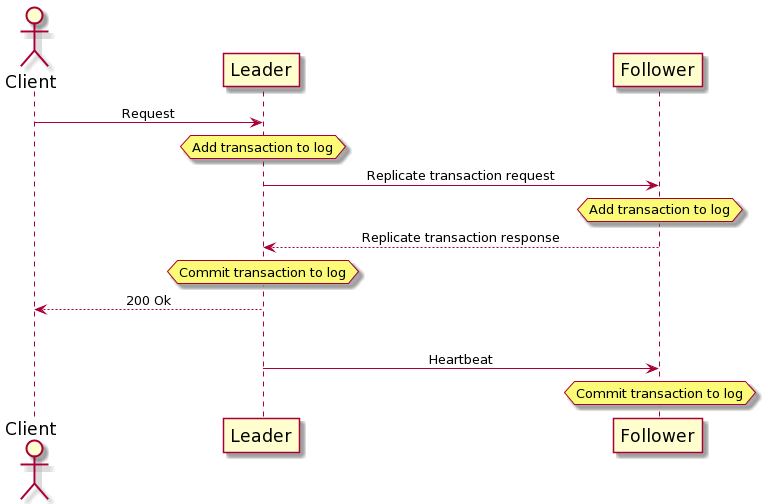 Client
Leader
Follower
Request
Add transaction to log
Replicate transaction request
Add transaction to log
Replicate transaction response
Commit transaction to log
200 Ok
Heartbeat
Commit transaction to log
Client
Leader
Follower